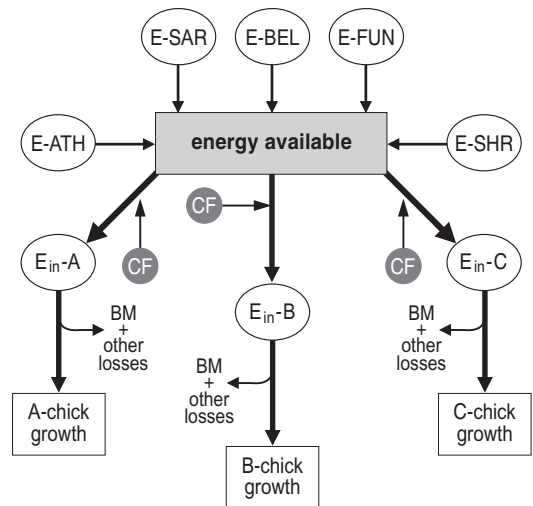 E-SAR
E-BEL
E-FUN
E-ATH
energy available
E-SHR
CF
CF
CF
Ein-A
Ein-B
Ein-C
BM
+
other
losses
BM
+
other
losses
BM
+
other
losses
A-chick
growth
B-chick
growth
C-chick
growth